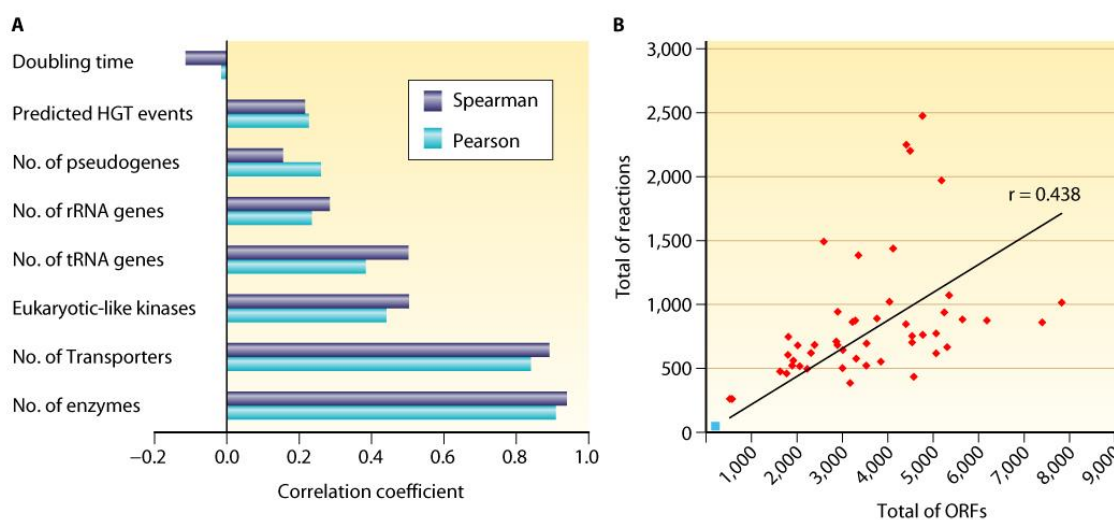 A
Doubling time
Predicted HGT events
No. of pseudogenes
No. of rRNA genes
No. of tRNA genes
Eukaryotic-like kinases
No. of Transporters
No. of enzymes
Spearman
Pearson
−0.2 0.0 0.2 0.4 0.6 0.8 1.0
Correlation coefficient
B
3,000
2,500
2,000
1,500
1,000
500
0
Total of reactions
r = 0.438
1,000 2,000 3,000 4,000 5,000 6,000 7,000 8,000 9,000
Total of ORFs